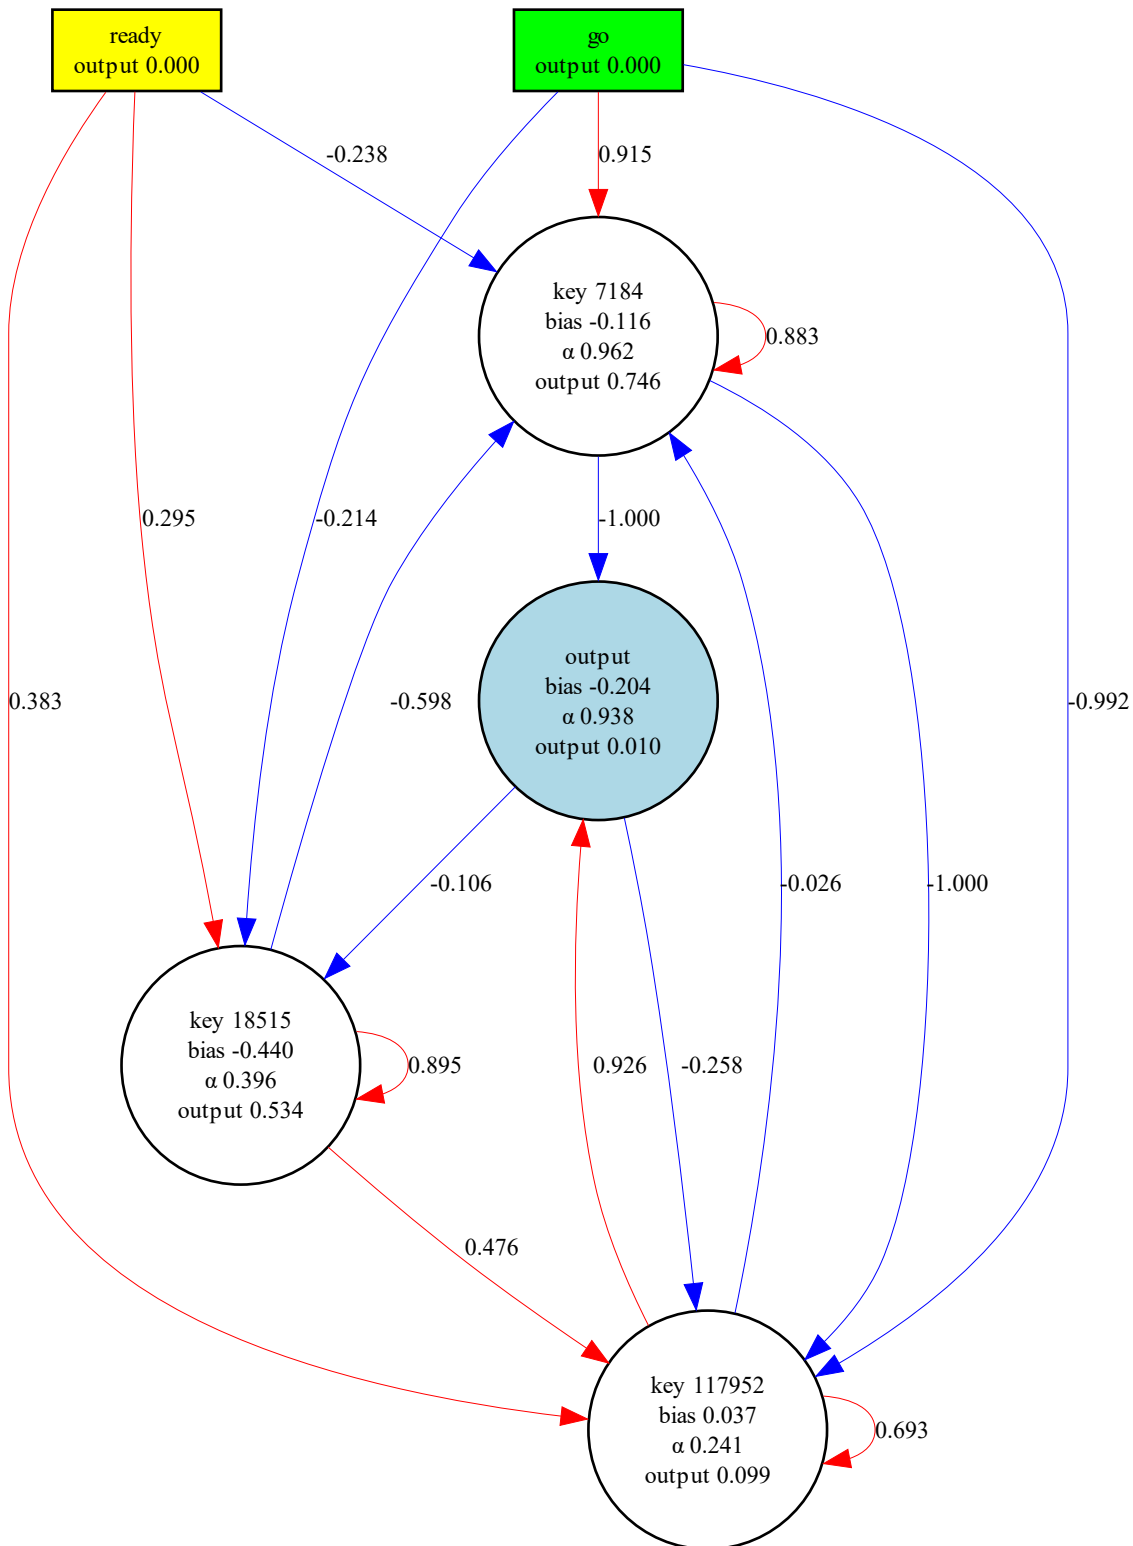 ready
output 0.000
go
output 0.000
-0.238
0.915
key 7184
bias -0.116
α 0.962
output 0.746
0.883
0.295
-0.214
-1.000
output
bias -0.204
α 0.938
output 0.010
0.383
-0.598
-0.992
-0.106
-0.026
-1.000
key 18515
bias -0.440
α 0.396
output 0.534
0.895
0.926
-0.258
0.476
key 117952
bias 0.037
α 0.241
output 0.099
0.693